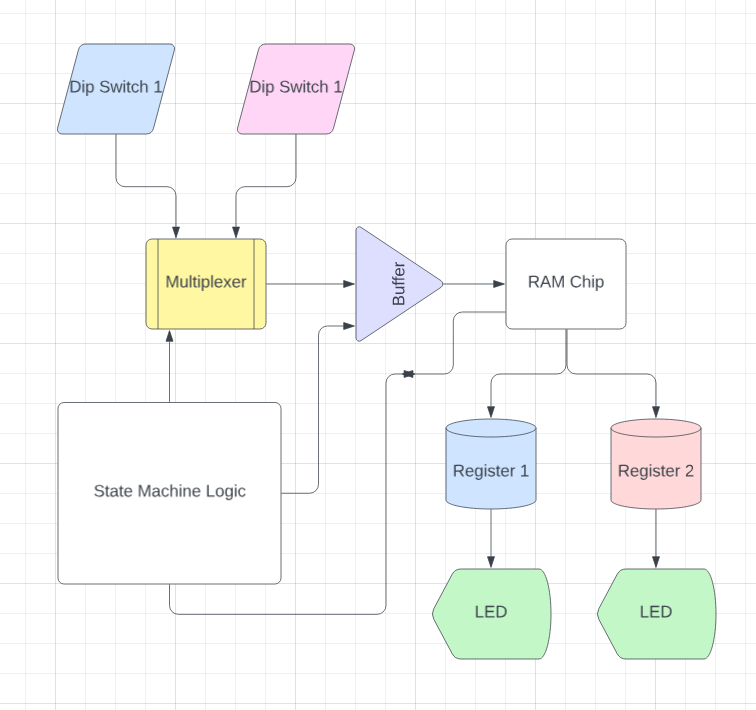 Dip Switch 1
Dip Switch 1
Multiplexer
Buffer
RAM Chip
State Machine Logic
Register 1
Register 2
LED
LED